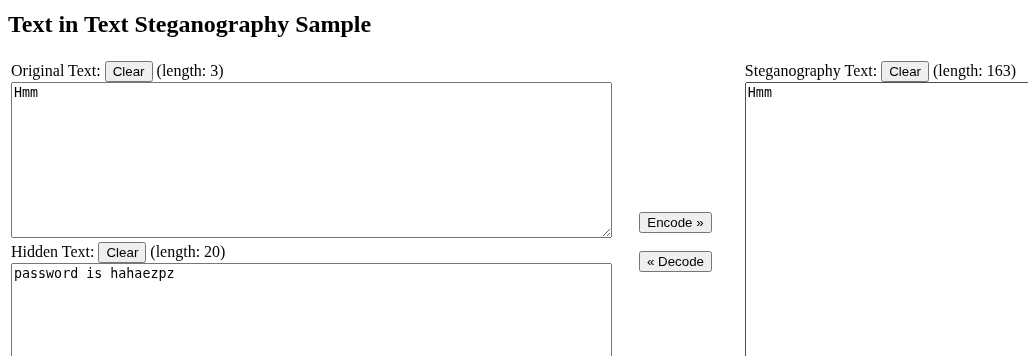 Text in Text Steganography Sample
Original Text: Clear (length: 3)
Hmm
Hidden Text: Clear (length: 20)
password is hahaezpz
Encode »
« Decode
Steganography Text: Clear (length: 163)
Hmm